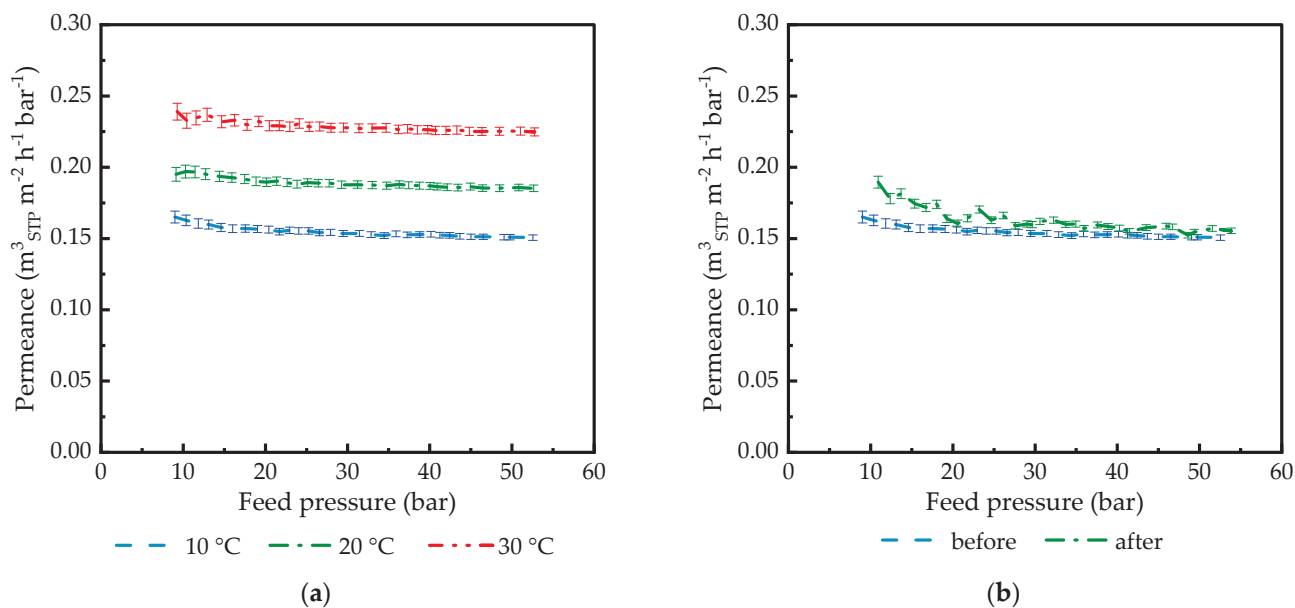 0.30
0.25
0.20
0.15
0.10
0.05
0.00
Permeance (m³STP m⁻² h⁻¹ bar⁻¹)
0 10 20 30 40 50 60
Feed pressure (bar)
10 °C 20 °C 30 °C
(a)
0.30
0.25
0.20
0.15
0.10
0.05
0.00
Permeance (m³STP m⁻² h⁻¹ bar⁻¹)
0 10 20 30 40 50 60
Feed pressure (bar)
before after
(b)